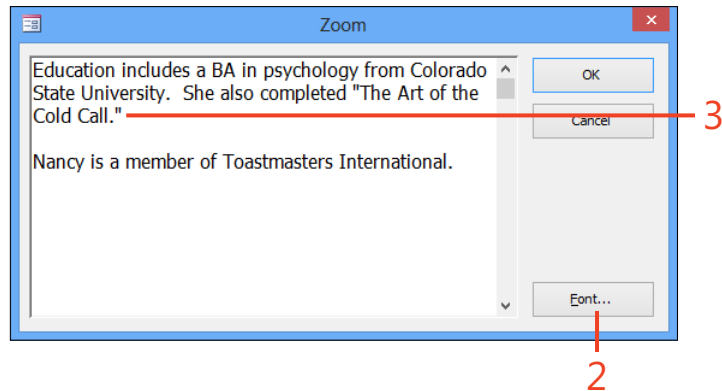 Zoom
Education includes a BA in psychology from Colorado
State University.  She also completed "The Art of the
Cold Call."
Nancy is a member of Toastmasters International.
OK
Cancel
Font...
3
2